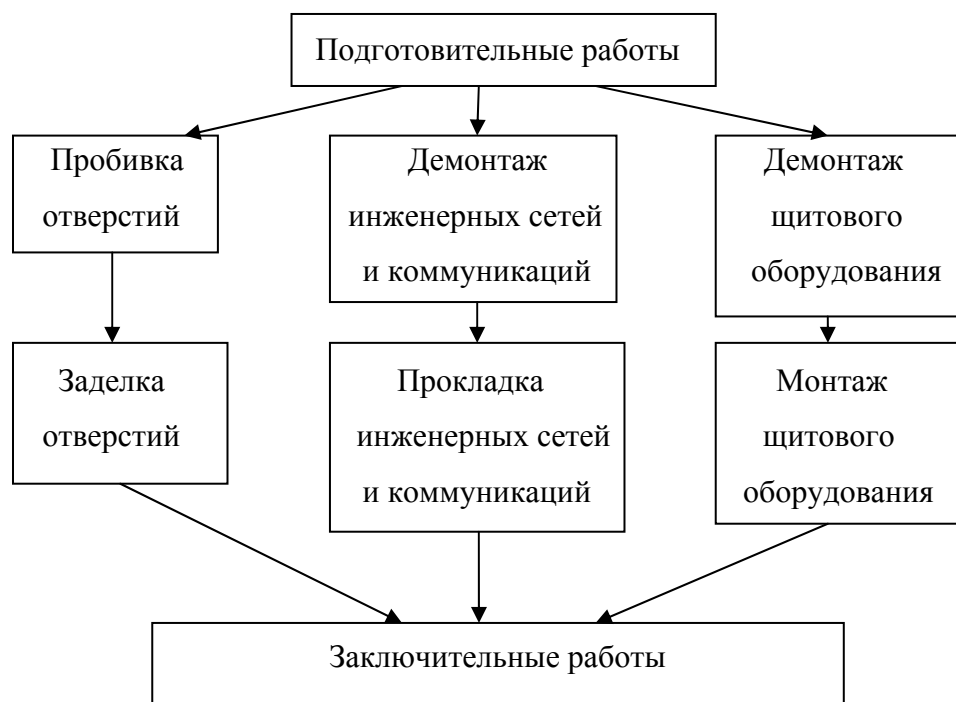 Подготовительные работы
Пробивка
отверстий
Демонтаж
инженерных сетей
и коммуникаций
Демонтаж
щитового
оборудования
Заделка
отверстий
Прокладка
инженерных сетей
и коммуникаций
Монтаж
щитового
оборудования
Заключительные работы